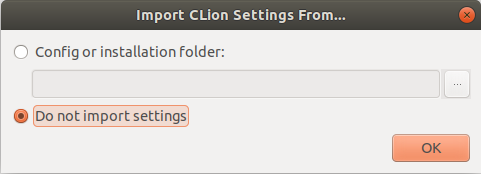 Import CLion Settings From...
Config or installation folder:
...
Do not import settings
OK